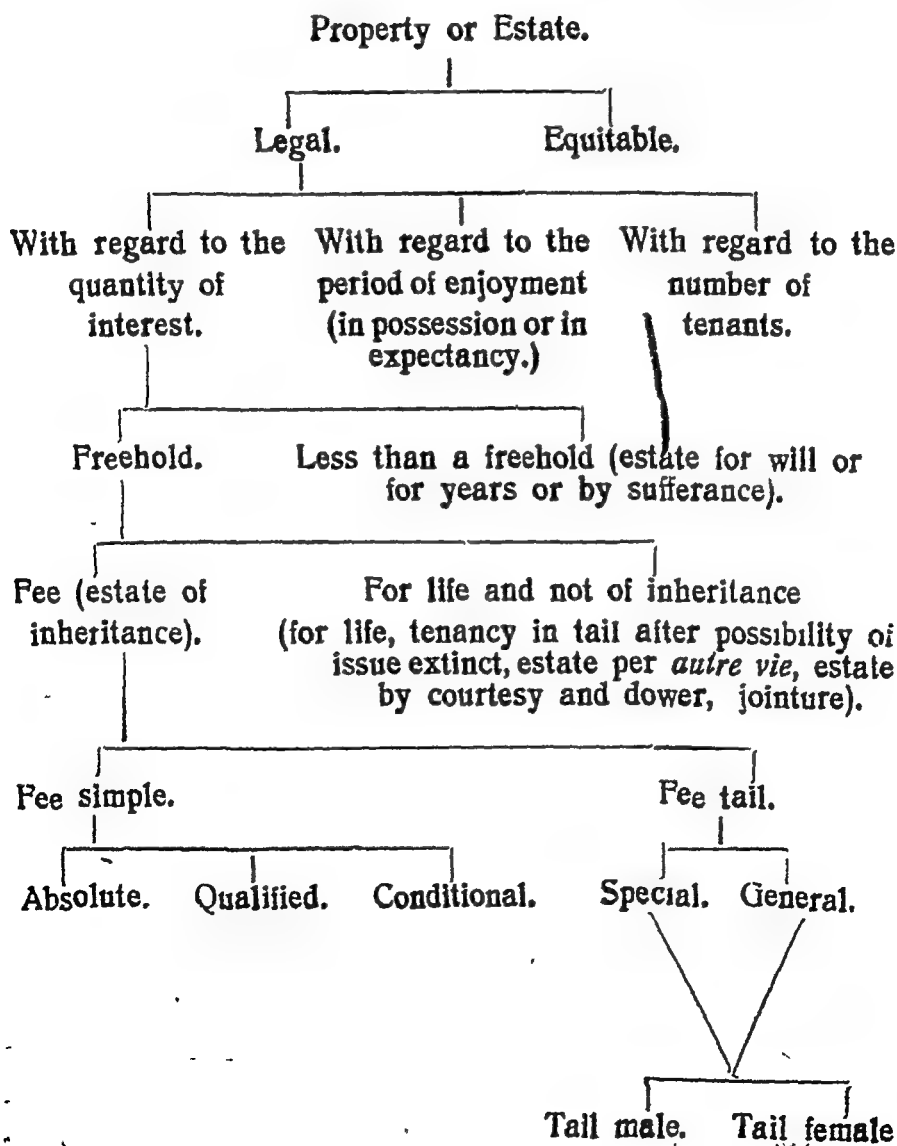 Property or Estate.
Legal.
Equitable.
With regard to the
quantity of
interest.
With regard to the
period of enjoyment
(in possession or in
expectancy.)
With regard to the
number of
tenants.
Freehold.
Less than a freehold (estate for will or
for years or by sufferance).
Fee (estate of
inheritance).
For life and not of inheritance
(for life, tenancy in tail after possibility of
issue extinct, estate per autre vie, estate
by courtesy and dower, jointure).
Fee simple.
Fee tail.
Absolute.
Qualified.
Conditional.
Special.
General.
Tail male.
Tail female